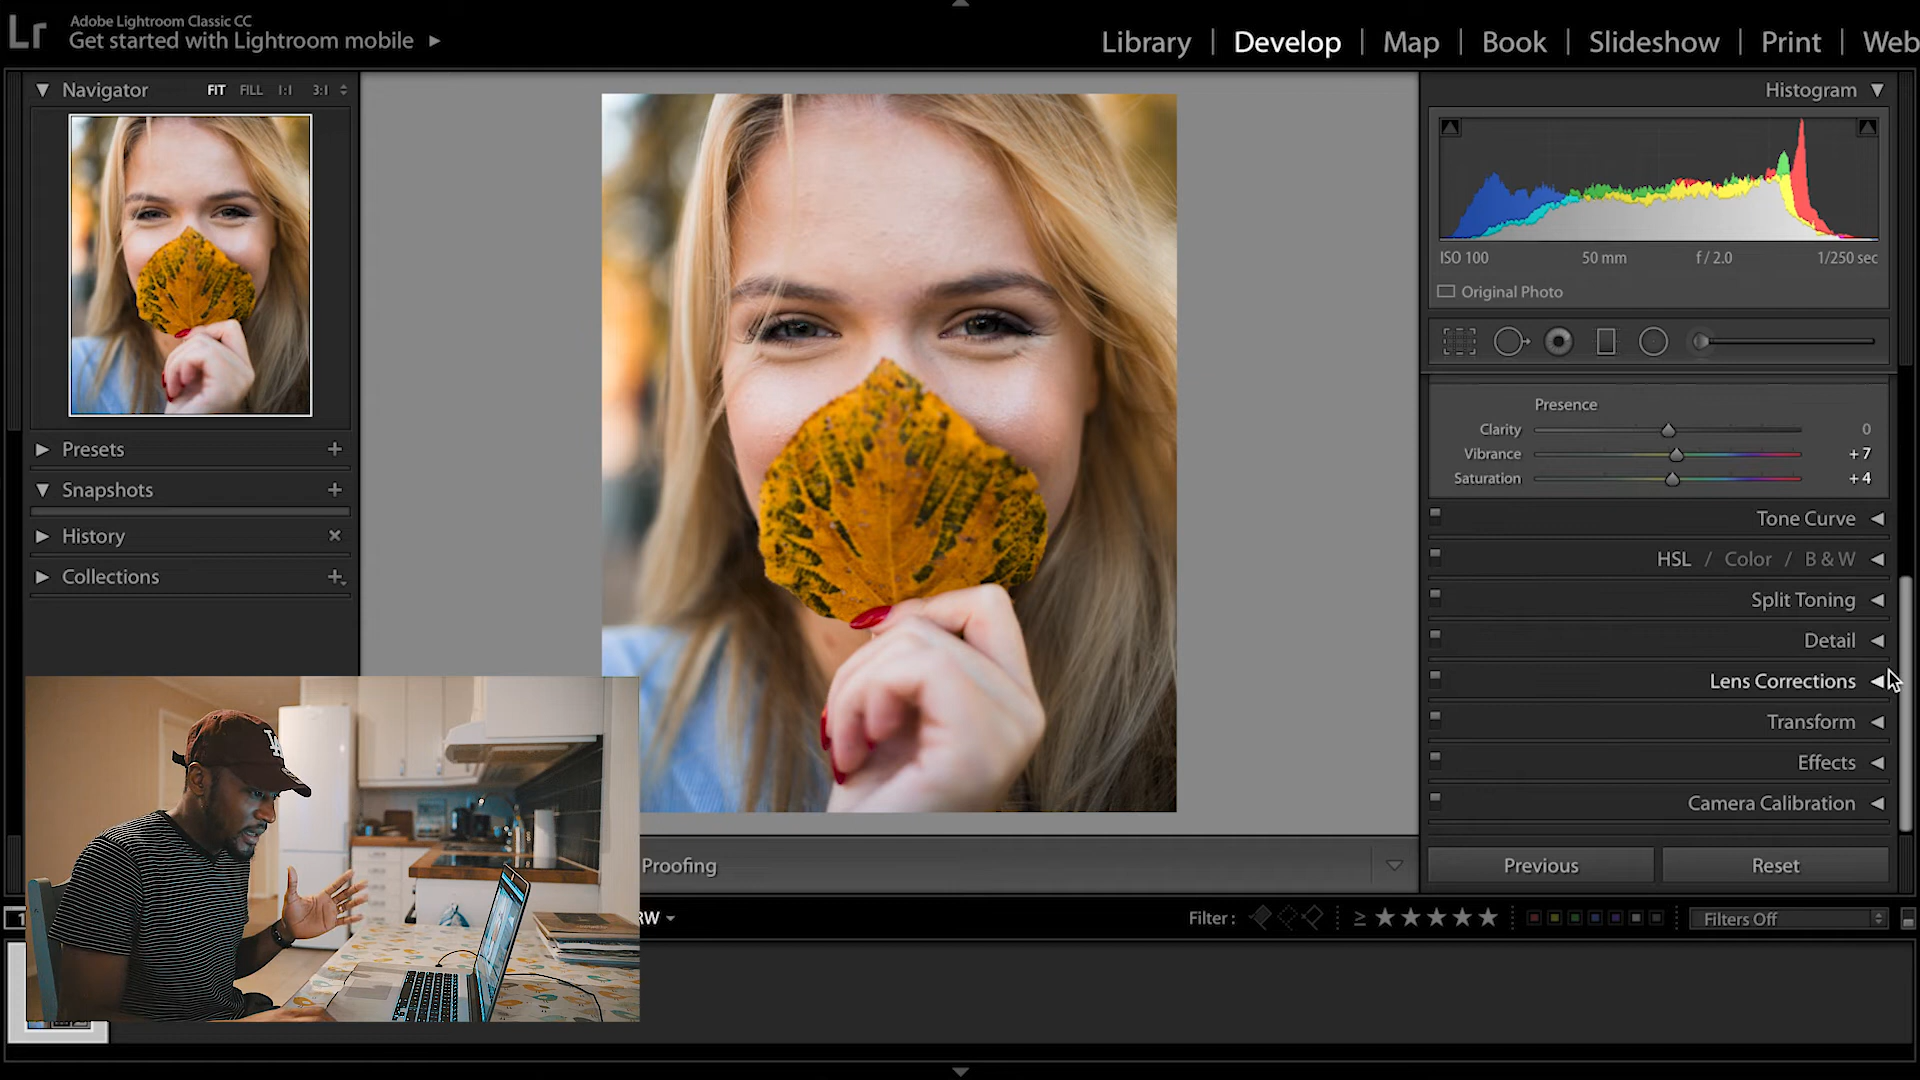 Lr
Adobe Lightroom Classic CC
Get started with Lightroom mobile
Library | Develop | Map | Book | Slideshow | Print | Web
Navigator FIT FILL 1:1 3:1
Presets
Snapshots
History
Collections
Histogram
ISO 100 50 mm f / 2.0 1/250 sec
Original Photo
Presence
Clarity 0
Vibrance + 7
Saturation + 4
Tone Curve
HSL / Color / B & W
Split Toning
Detail
Lens Corrections
Transform
Effects
Camera Calibration
Proofing
Previous Reset
RW Filter : ≥ ★★★★★ Filters Off
LA